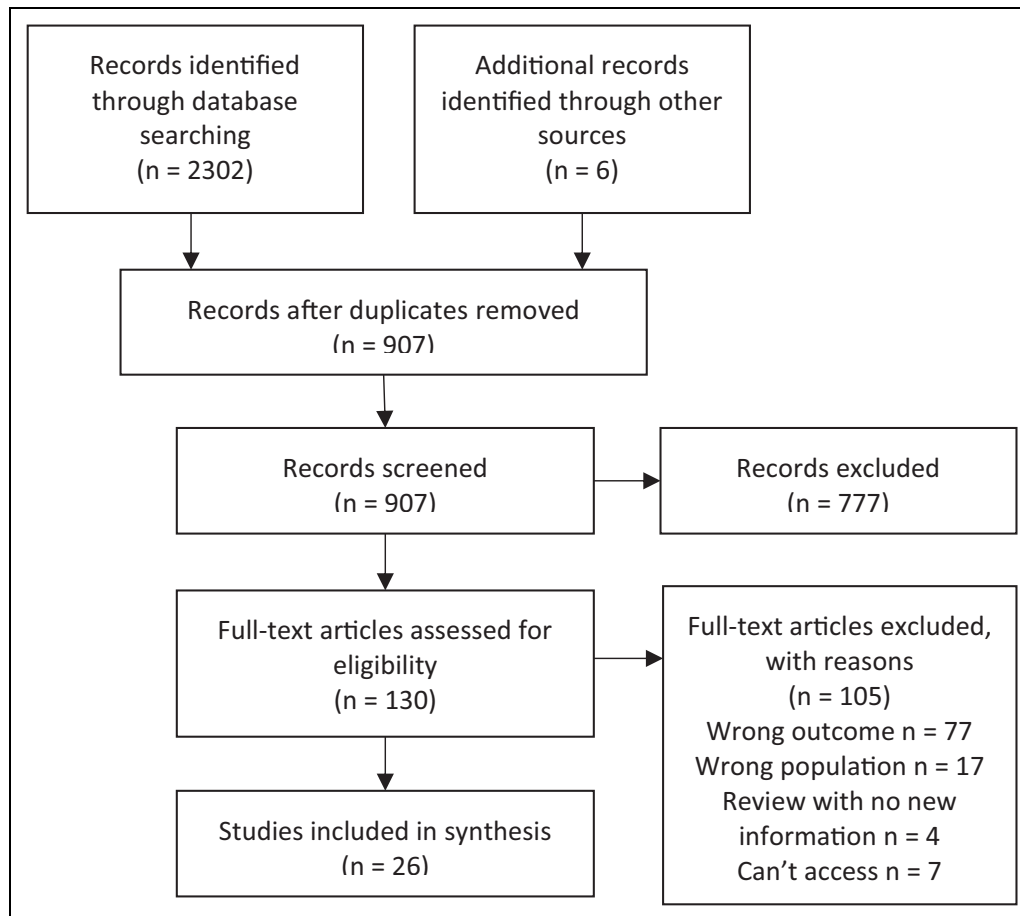 Records identified
through database
searching
(n = 2302)
Additional records
identified through other
sources
(n = 6)
Records after duplicates removed
(n = 907)
Records screened
(n = 907)
Records excluded
(n = 777)
Full-text articles assessed for
eligibility
(n = 130)
Full-text articles excluded,
with reasons
(n = 105)
Wrong outcome n = 77
Wrong population n = 17
Review with no new
information n = 4
Can’t access n = 7
Studies included in synthesis
(n = 26)